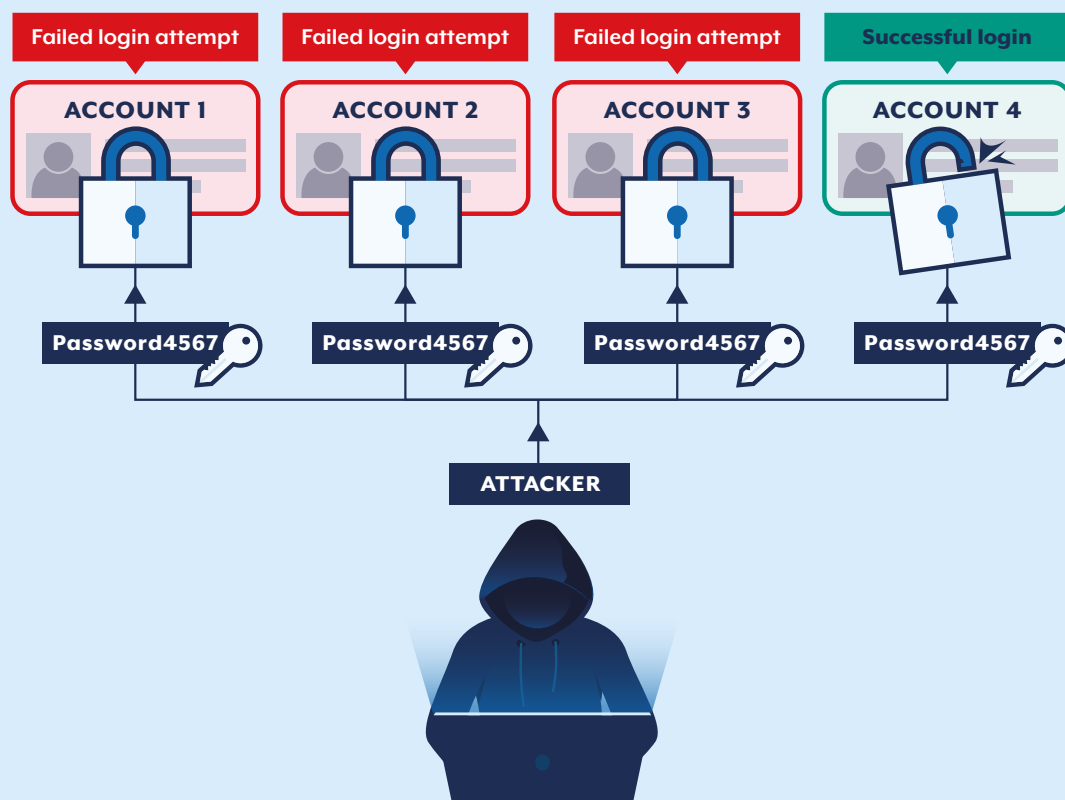 Failed login attempt
Failed login attempt
Failed login attempt
Successful login
ACCOUNT 1
ACCOUNT 2
ACCOUNT 3
ACCOUNT 4
Password4567
Password4567
Password4567
Password4567
ATTACKER